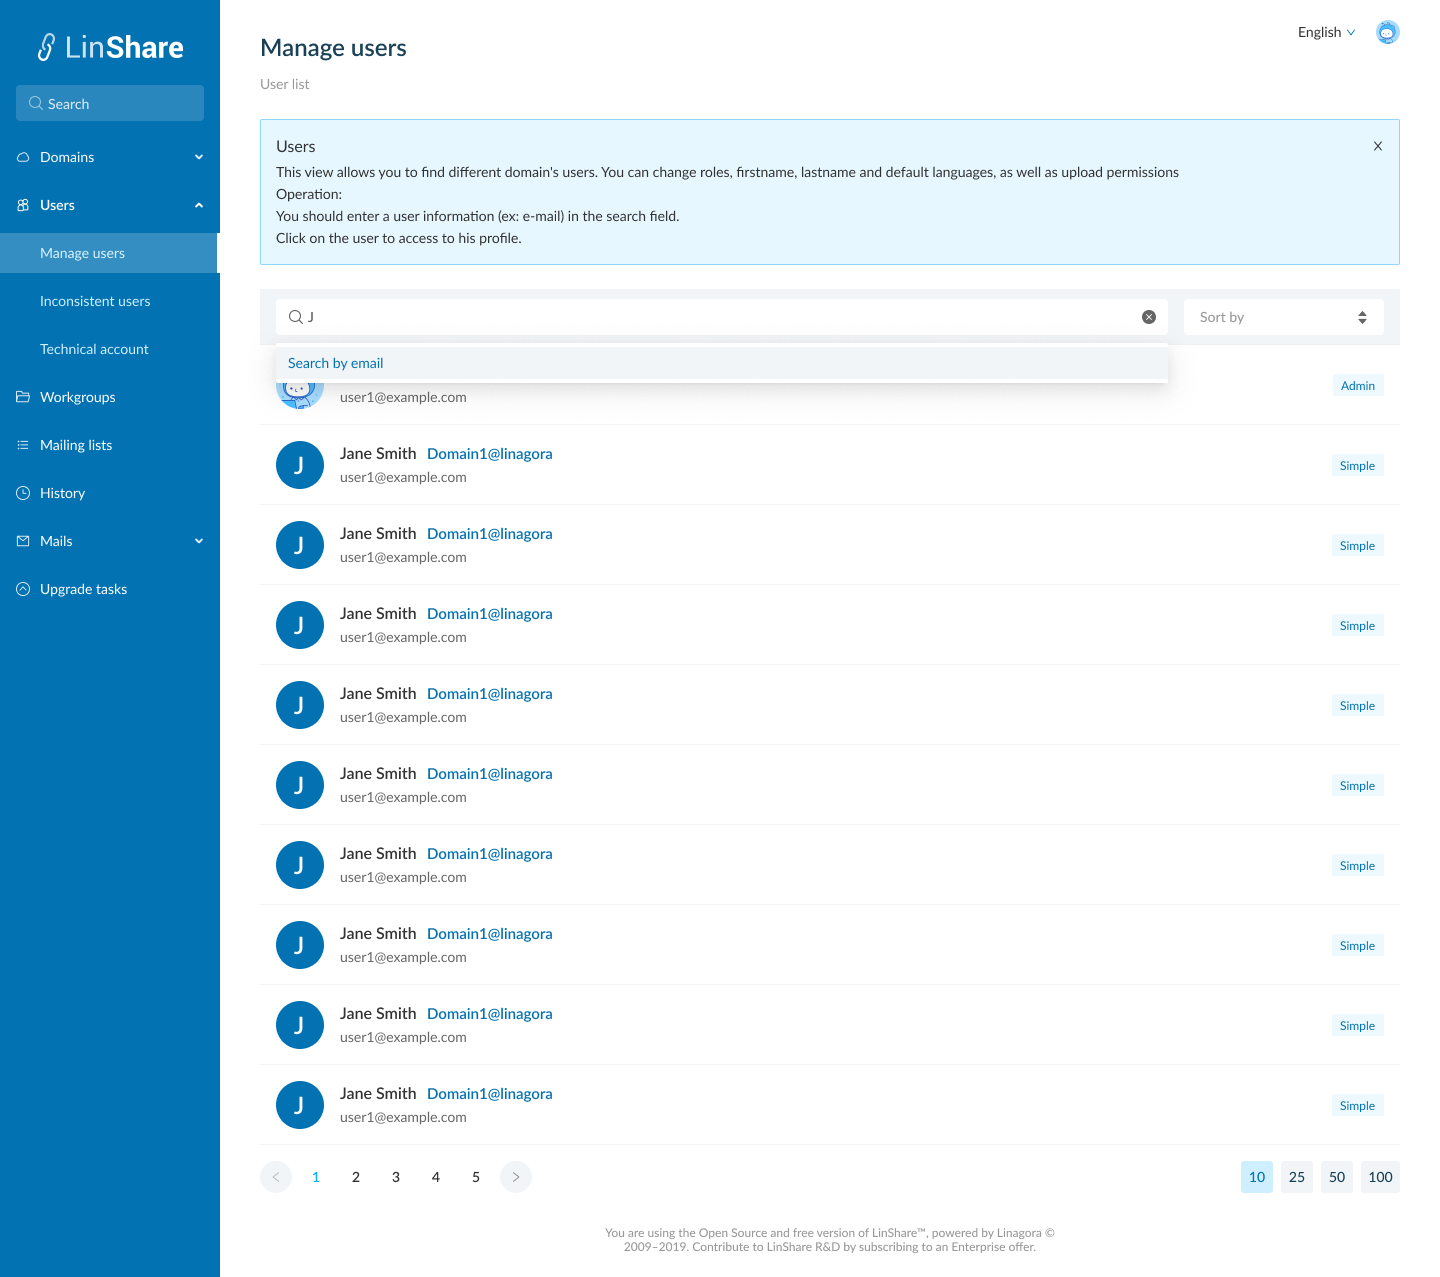 LinShare
Search
Domains
Users
Manage users
Inconsistent users
Technical account
Workgroups
Mailing lists
History
Mails
Upgrade tasks
English
Manage users
User list
Users
X
This view allows you to find different domain's users. You can change roles, firstname, lastname and default languages, as well as upload permissions
Operation:
You should enter a user information (ex: e-mail) in the search field.
Click on the user to access to his profile.
J
Sort by
Search by email
user1@example.com
Admin
J
Jane Smith Domain1@linagora
user1@example.com
Simple
J
Jane Smith Domain1@linagora
user1@example.com
Simple
J
Jane Smith Domain1@linagora
user1@example.com
Simple
J
Jane Smith Domain1@linagora
user1@example.com
Simple
J
Jane Smith Domain1@linagora
user1@example.com
Simple
J
Jane Smith Domain1@linagora
user1@example.com
Simple
J
Jane Smith Domain1@linagora
user1@example.com
Simple
J
Jane Smith Domain1@linagora
user1@example.com
Simple
J
Jane Smith Domain1@linagora
user1@example.com
Simple
< 1 2 3 4 5 >
10 25 50 100
You are using the Open Source and free version of LinShare™, powered by Linagora ©
2009–2019. Contribute to LinShare R&D by subscribing to an Enterprise offer.